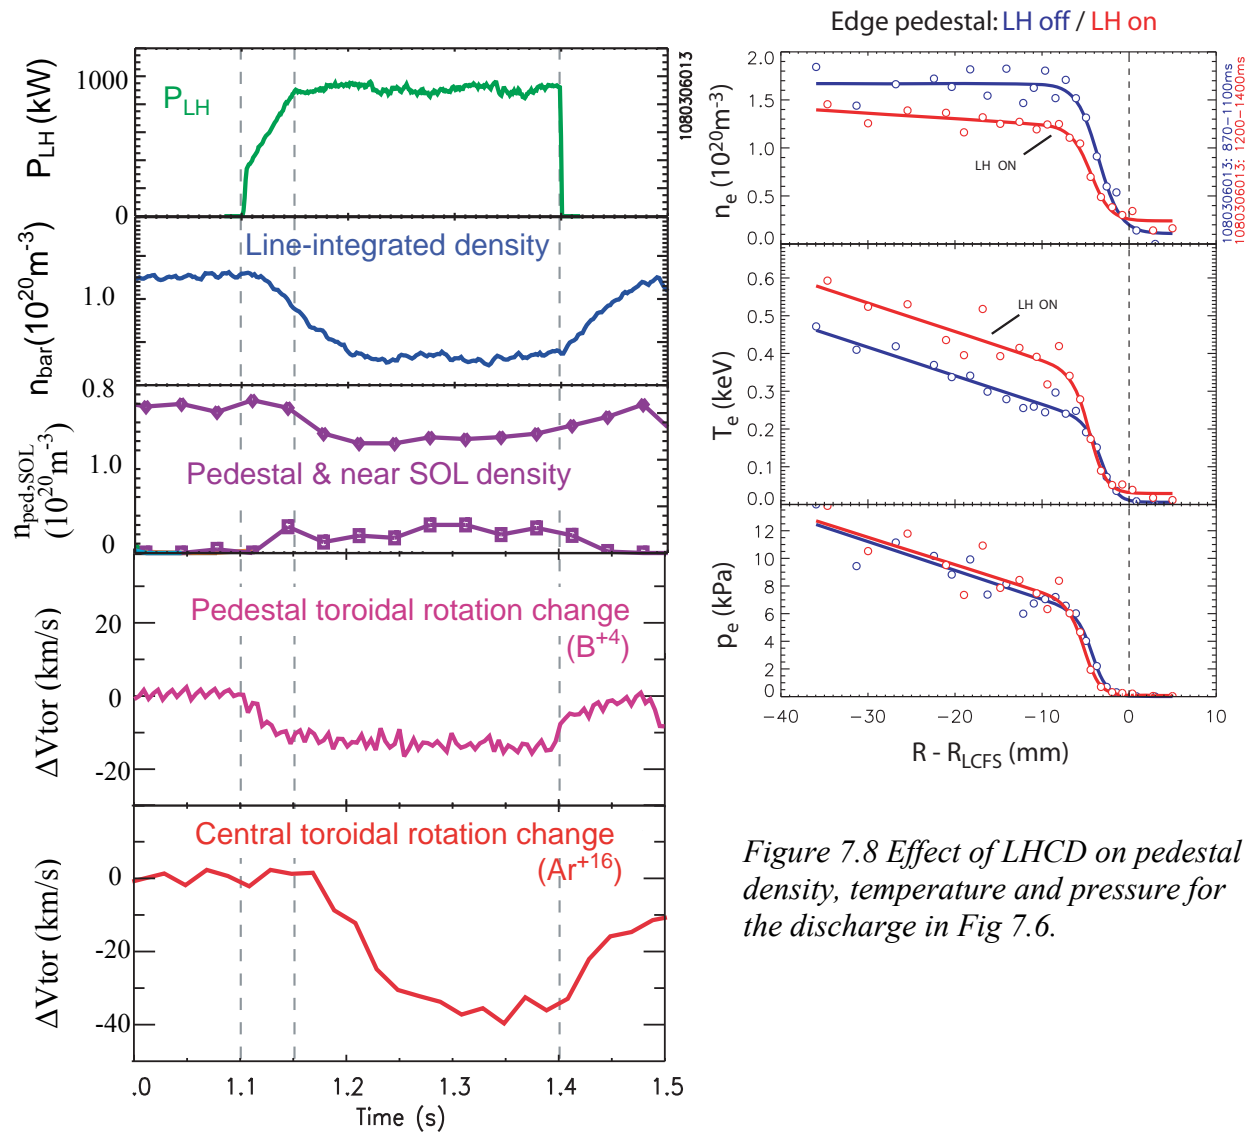 P_LH (kW)
1000
0
P_LH
1080306013
n_bar(10^20m^-3)
1.0
0.8
Line-integrated density
n_ped,SOL
(10^20m^-3)
1.0
0
Pedestal & near SOL density
ΔVtor (km/s)
20
0
-20
Pedestal toroidal rotation change
(B^+4)
ΔVtor (km/s)
0
-20
-40
Central toroidal rotation change
(Ar^+16)
.0 1.1 1.2 1.3 1.4 1.5
Time (s)
Edge pedestal: LH off / LH on
n_e (10^20m^-3)
2.0
1.5
1.0
0.5
0.0
LH ON
1080306013: 870-1100ms
1080306013: 1200-1400ms
T_e (keV)
0.6
0.5
0.4
0.3
0.2
0.1
0.0
LH ON
p_e (kPa)
12
10
8
6
4
2
0
-40 -30 -20 -10 0 10
R - R_LCFS (mm)
Figure 7.8 Effect of LHCD on pedestal
density, temperature and pressure for
the discharge in Fig 7.6.